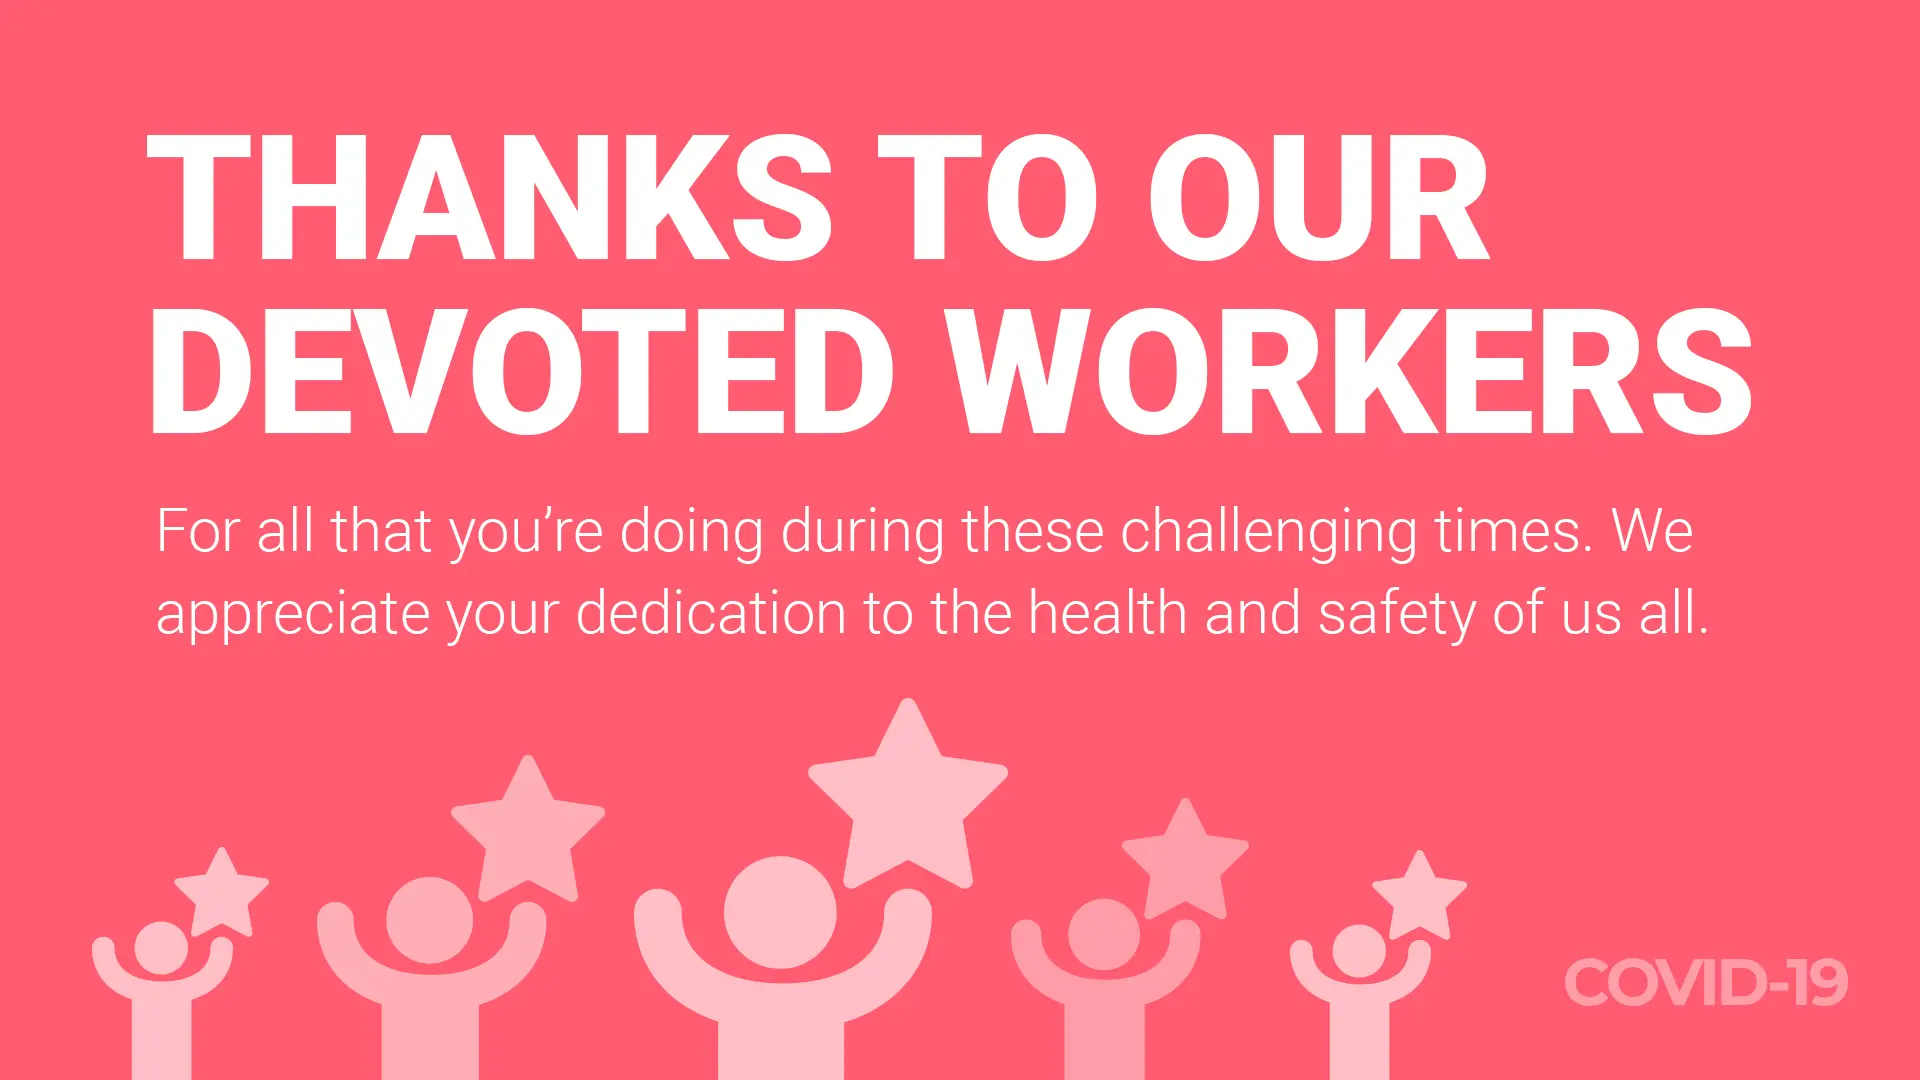 THANKS TO OUR
DEVOTED WORKERS
For all that you’re doing during these challenging times. We
appreciate your dedication to the health and safety of us all.
COVID-19